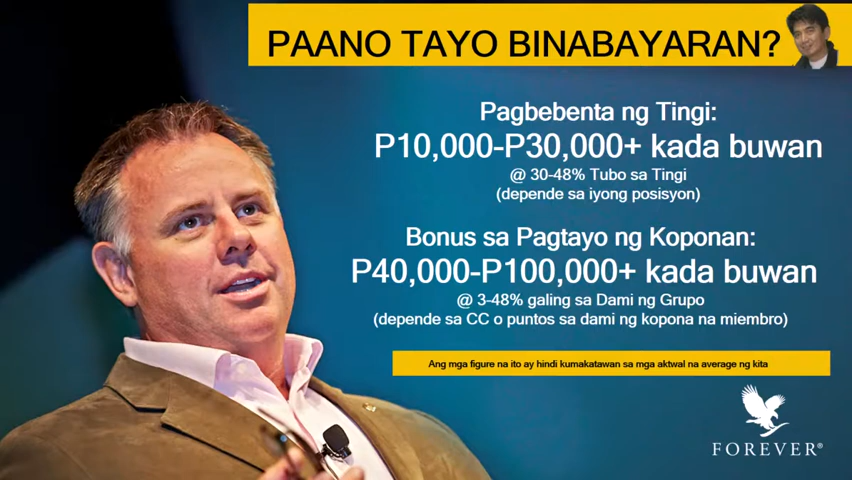 PAANO TAYO BINABAYARAN?
Pagbebenta ng Tingi:
P10,000-P30,000+ kada buwan
@ 30-48% Tubo sa Tingi
(depende sa iyong posisyon)
Bonus sa Pagtayo ng Koponan:
P40,000-P100,000+ kada buwan
@ 3-48% galing sa Dami ng Grupo
(depende sa CC o puntos sa dami ng kopona na miembro)
Ang mga figure na ito ay hindi kumakatawan sa mga aktwal na average ng kita
FOREVER®